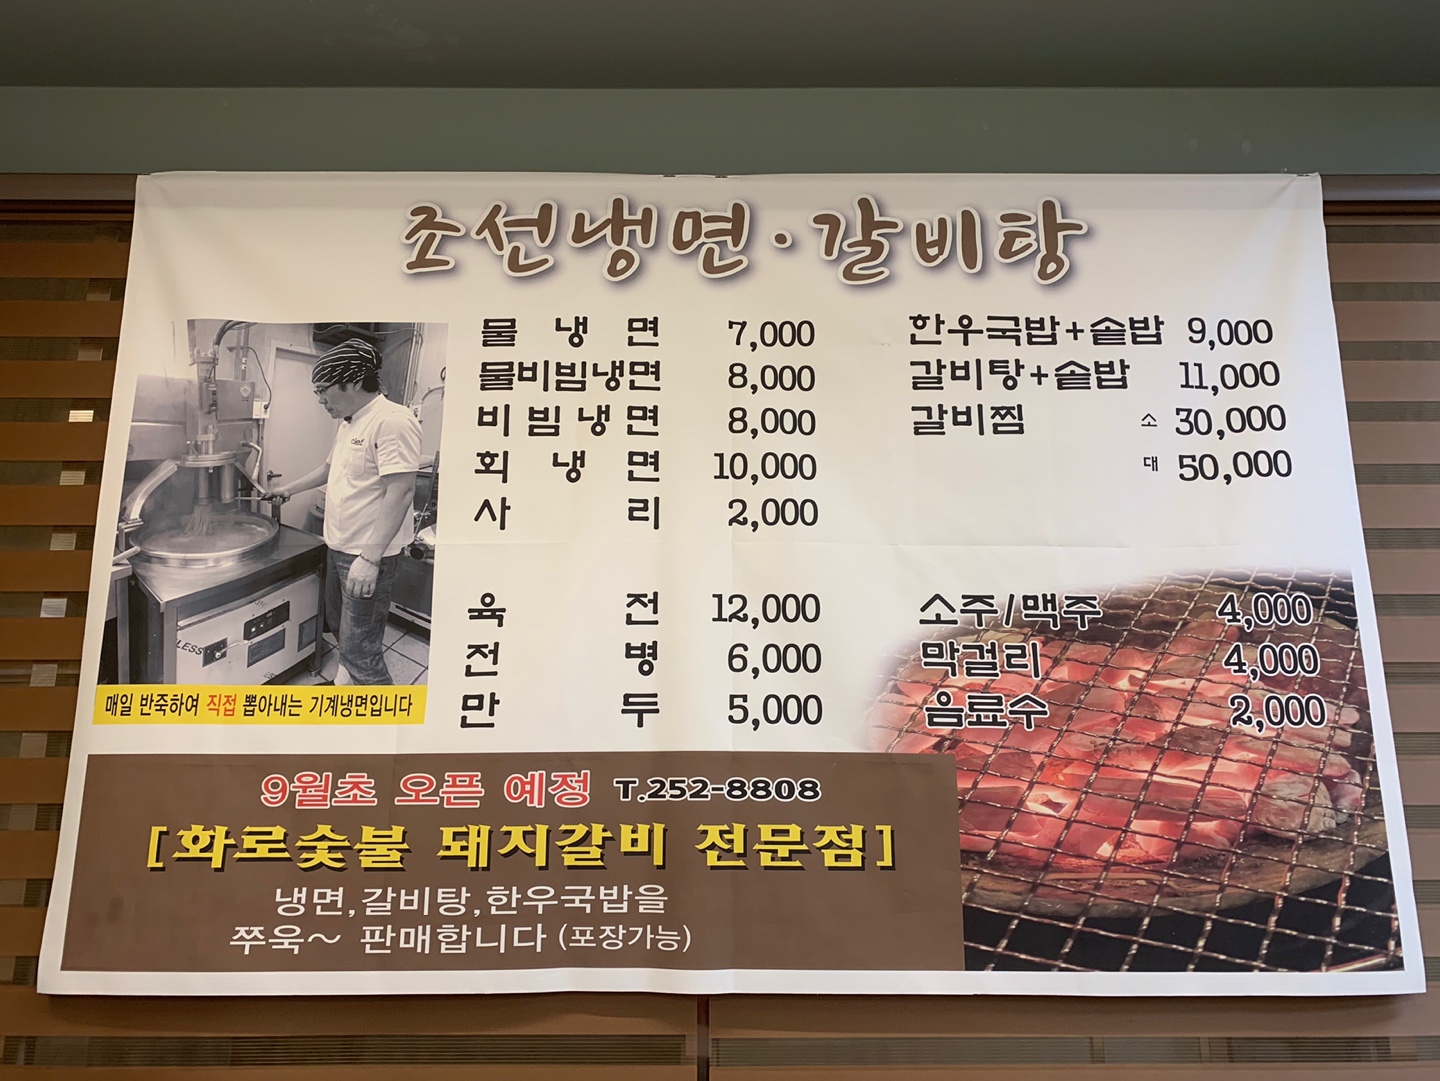 조선냉면·갈비탕
물냉면 7,000
물비빔냉면 8,000
비빔냉면 8,000
회냉면 10,000
사리 2,000
육전 12,000
전병 6,000
만두 5,000
한우국밥+솥밥 9,000
갈비탕+솥밥 11,000
갈비찜 소 30,000
대 50,000
소주/맥주 4,000
막걸리 4,000
음료수 2,000
chef
LESS
매일 반죽하여 직접 뽑아내는 기계냉면입니다
9월초 오픈 예정 T.252-8808
[화로숯불 돼지갈비 전문점]
냉면,갈비탕,한우국밥을
쭈욱~ 판매합니다 (포장가능)